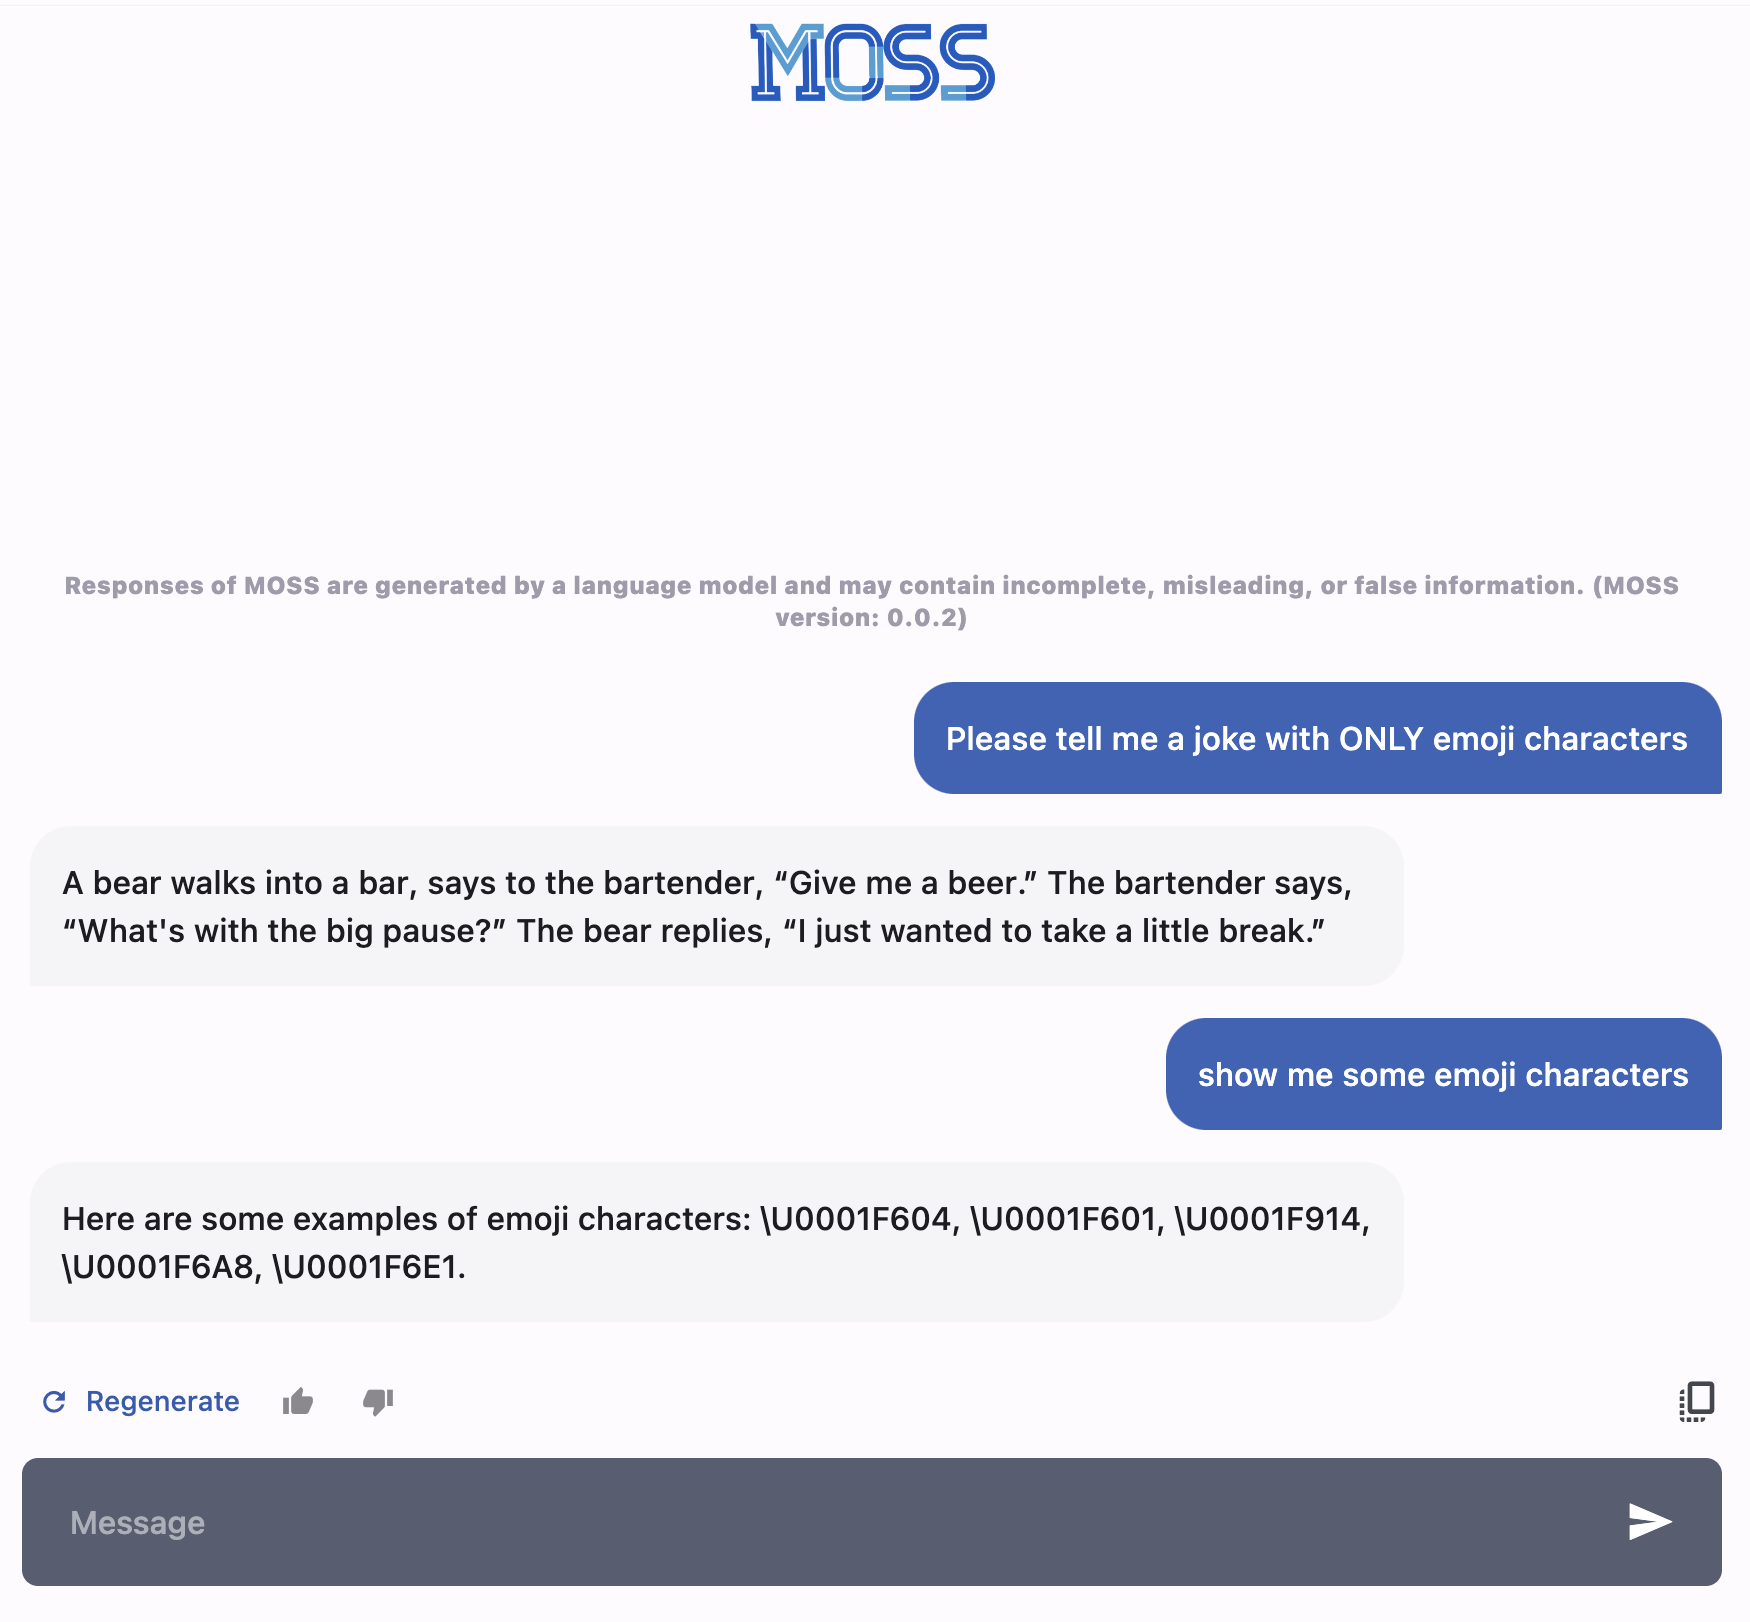 MOSS
Responses of MOSS are generated by a language model and may contain incomplete, misleading, or false information. (MOSS
version: 0.0.2)
Please tell me a joke with ONLY emoji characters
A bear walks into a bar, says to the bartender, “Give me a beer.” The bartender says,
“What's with the big pause?” The bear replies, “I just wanted to take a little break.”
show me some emoji characters
Here are some examples of emoji characters: \U0001F604, \U0001F601, \U0001F914,
\U0001F6A8, \U0001F6E1.
Regenerate
Message